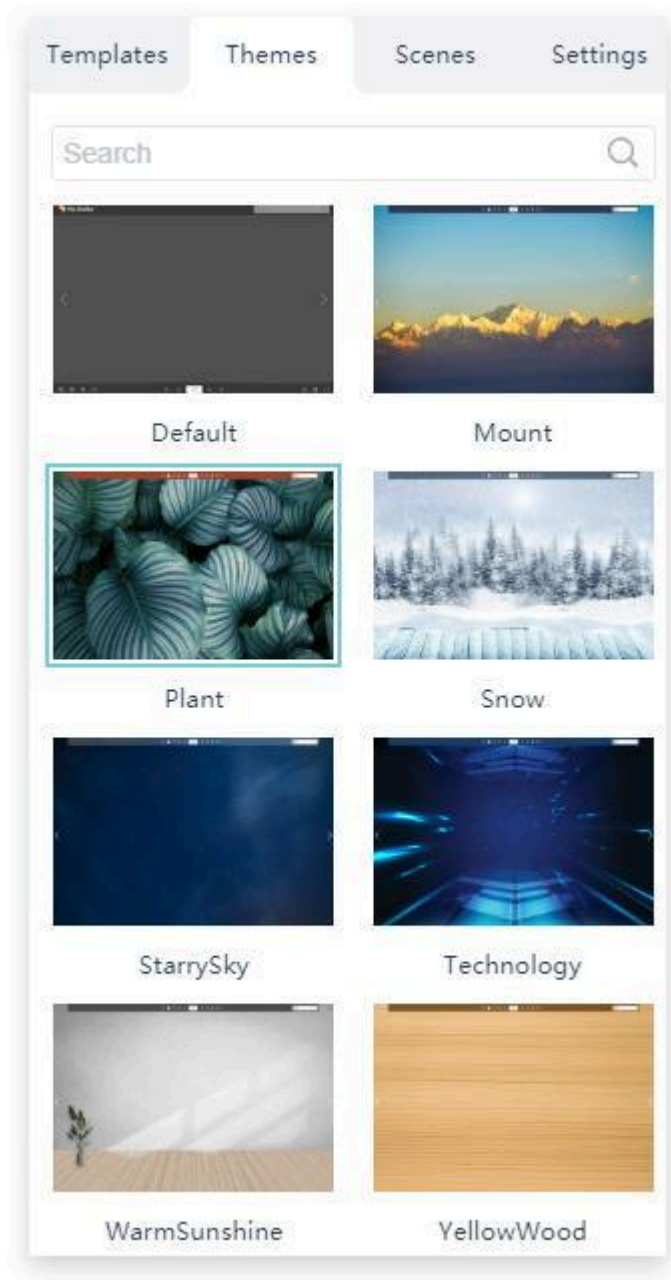 Templates Themes Scenes Settings
Search
Default Mount
Plant Snow
StarrySky Technology
WarmSunshine YellowWood